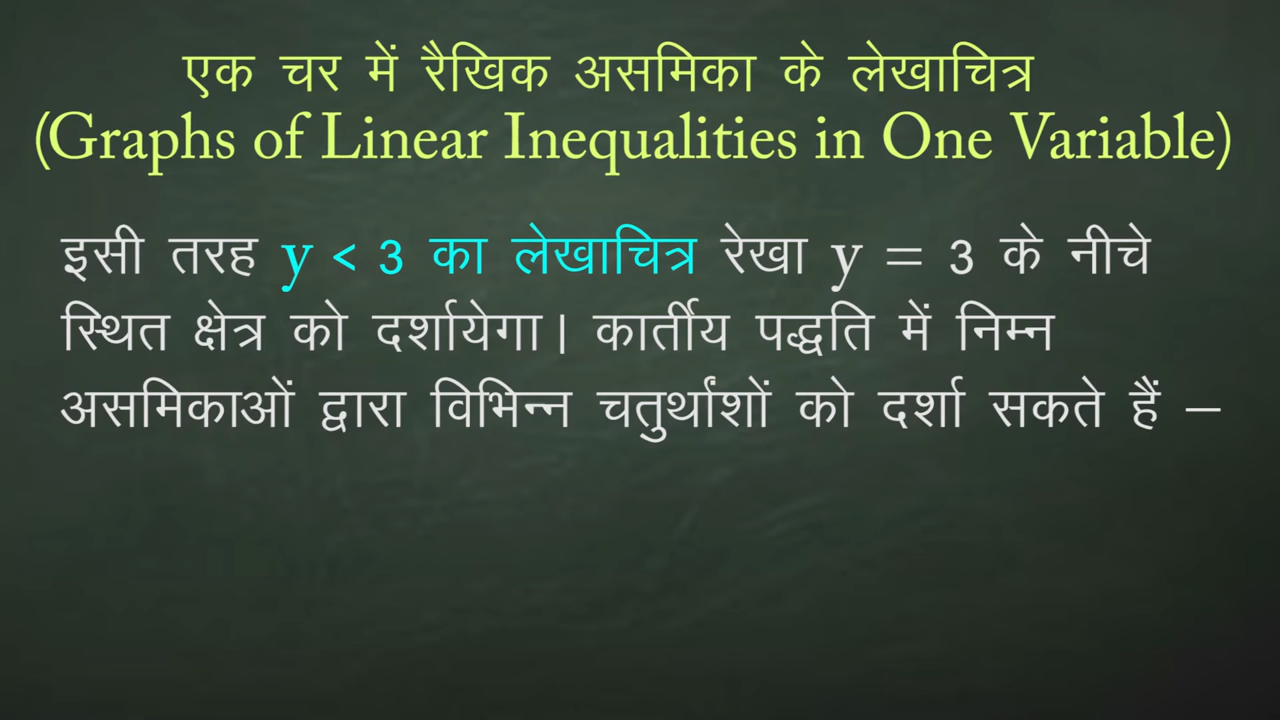 एक चर में रैखिक असमिका के लेखाचित्र
(Graphs of Linear Inequalities in One Variable)
इसी तरह y < 3 का लेखाचित्र रेखा y = 3 के नीचे
स्थित क्षेत्र को दर्शायेगा। कार्तीय पद्धति में निम्न
असमिकाओं द्वारा विभिन्न चतुर्थांशों को दर्शा सकते हैं –